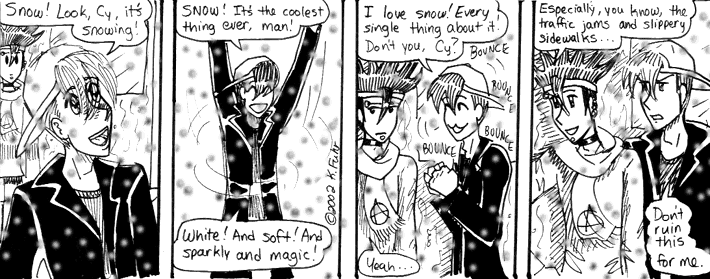 Snow! Look, Cy, it's
snowing!
SNOW! It's the coolest
thing ever, man!
White! And soft! And
sparkly and magic!
©2002 K.Fehr
I love snow! Every
single thing about it!
Don't you, Cy?
BOUNCE
BOUNCE
BOUNCE
BOUNCE
Yeah...
Especially, you know, the
traffic jams and slippery
sidewalks...
Don't
ruin
this
for me.